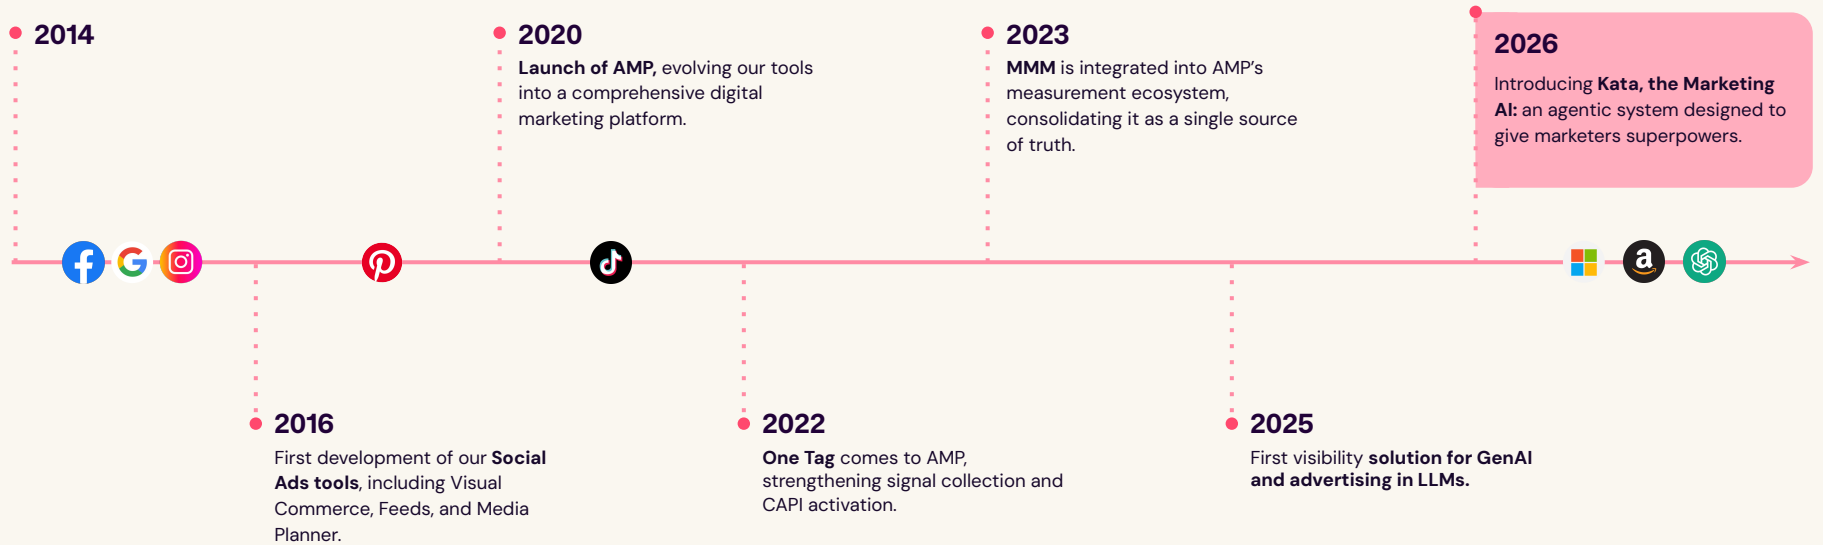 2014
2020
Launch of AMP, evolving our tools
into a comprehensive digital
marketing platform.
2023
MMM is integrated into AMP’s
measurement ecosystem,
consolidating it as a single source
of truth.
2026
Introducing Kata, the Marketing
AI: an agentic system designed to
give marketers superpowers.
2016
First development of our Social
Ads tools, including Visual
Commerce, Feeds, and Media
Planner.
2022
One Tag comes to AMP,
strengthening signal collection and
CAPI activation.
2025
First visibility solution for GenAI
and advertising in LLMs.